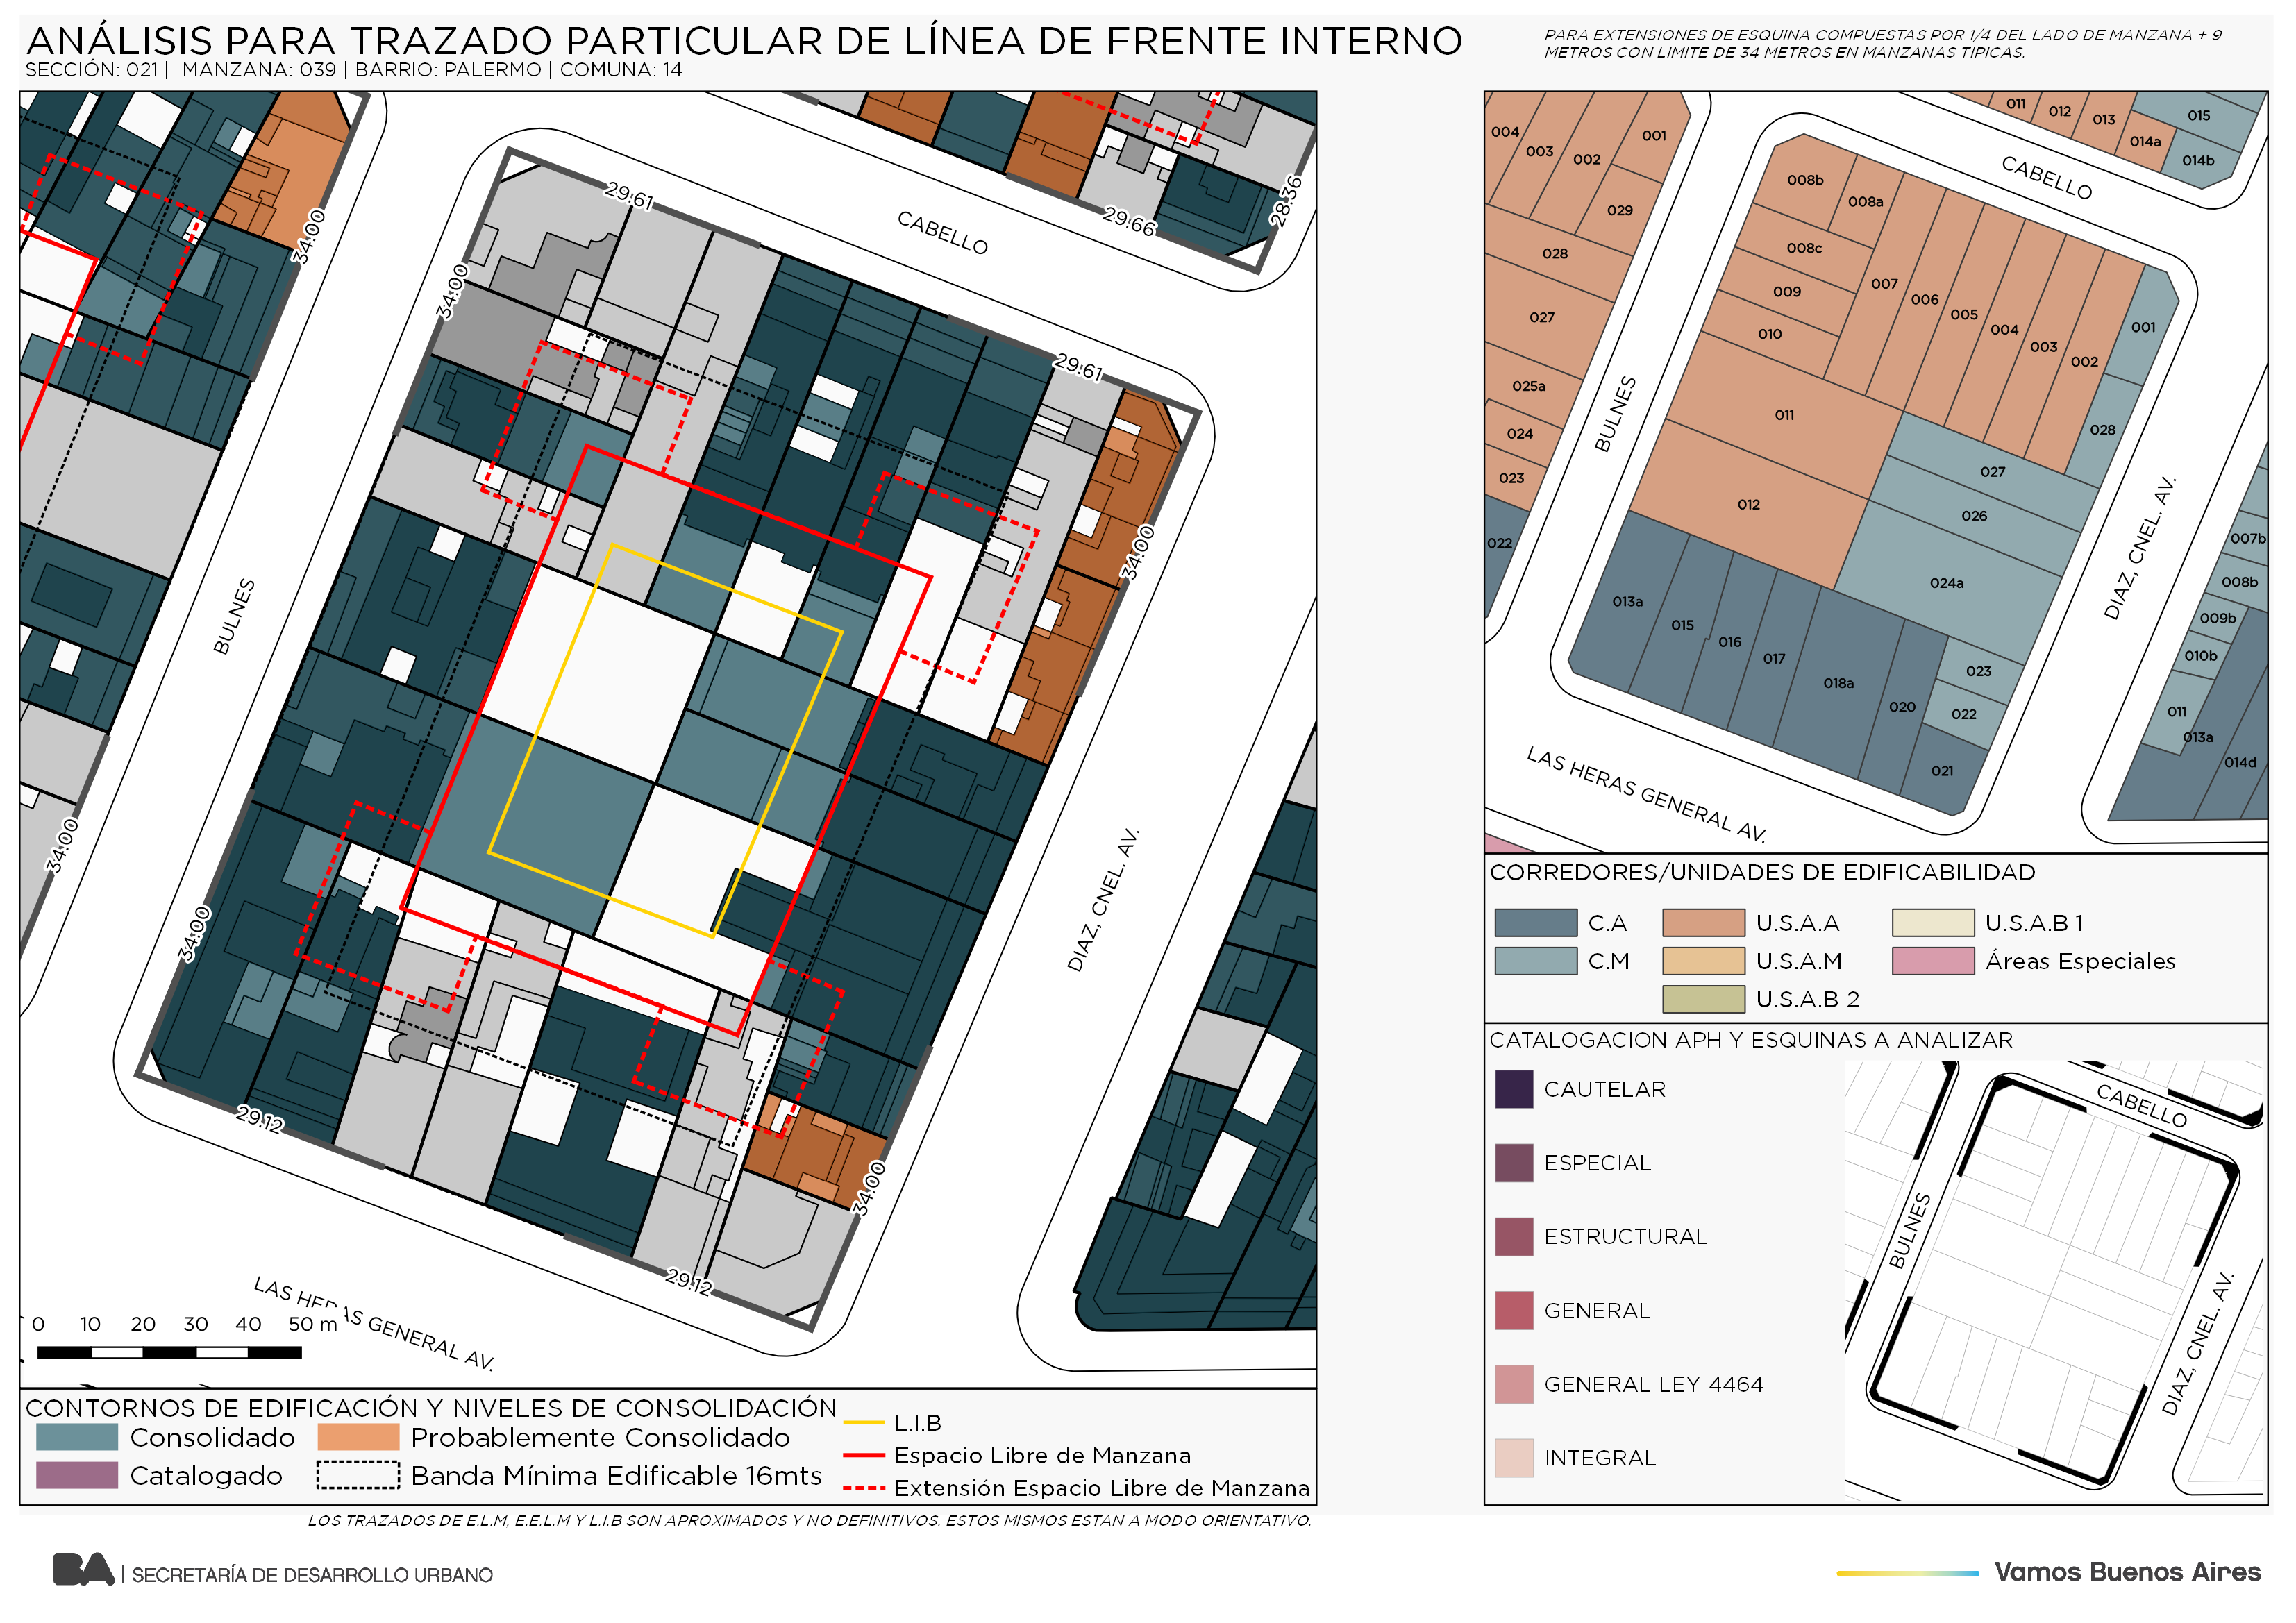 ANÁLISIS PARA TRAZADO PARTICULAR DE LÍNEA DE FRENTE INTERNO
SECCIÓN: 021 | MANZANA: 039 | BARRIO: PALERMO | COMUNA: 14
PARA EXTENSIONES DE ESQUINA COMPUESTAS POR 1/4 DEL LADO DE MANZANA + 9
METROS CON LIMITE DE 34 METROS EN MANZANAS TIPICAS.
29.61
CABELLO
29.66
28.36
34.00
34.00
29.61
34.00
BULNES
34.00
34.00
DIAZ, CNEL. AV.
29.12
34.00
29.12
LAS HERAS GENERAL AV.
0 10 20 30 40 50 m
CONTORNOS DE EDIFICACIÓN Y NIVELES DE CONSOLIDACIÓN
Consolidado
Probablemente Consolidado
Catalogado
Banda Mínima Edificable 16mts
L.I.B
Espacio Libre de Manzana
Extensión Espacio Libre de Manzana
004
003
002
001
029
028
027
025a
024
023
022
011
012
013
014a
015
014b
CABELLO
008b
008a
008c
009
010
007
006
005
004
003
002
001
028
011
027
026
012
024a
013a
015
016
017
018a
020
023
022
021
BULNES
DIAZ, CNEL. AV.
LAS HERAS GENERAL AV.
007b
008b
009b
010b
011
013a
014d
CORREDORES/UNIDADES DE EDIFICABILIDAD
C.A
U.S.A.A
U.S.A.B 1
C.M
U.S.A.M
Áreas Especiales
U.S.A.B 2
CATALOGACION APH Y ESQUINAS A ANALIZAR
CAUTELAR
ESPECIAL
ESTRUCTURAL
GENERAL
GENERAL LEY 4464
INTEGRAL
CABELLO
BULNES
DIAZ, CNEL. AV.
LOS TRAZADOS DE E.L.M, E.E.L.M Y L.I.B SON APROXIMADOS Y NO DEFINITIVOS. ESTOS MISMOS ESTAN A MODO ORIENTATIVO.
BA | SECRETARÍA DE DESARROLLO URBANO
Vamos Buenos Aires